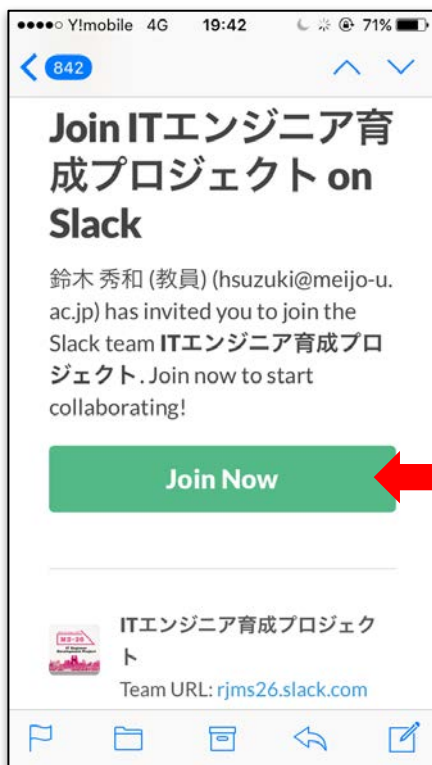 Y!mobile 4G 19:42 71%
842
Join ITエンジニア育
成プロジェクト on
Slack
鈴木 秀和 (教員) (hsuzuki@meijo-u.
ac.jp) has invited you to join the
Slack team ITエンジニア育成プロ
ジェクト. Join now to start
collaborating!
Join Now
MS-26
ITエンジニア育成プロジェク
ト
Team URL: rjms26.slack.com